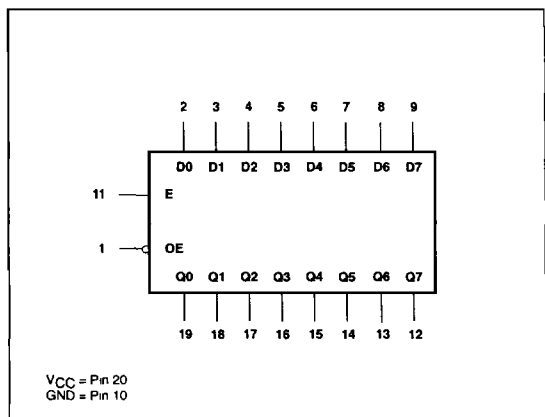 2 3 4 5 6 7 8 9
D0 D1 D2 D3 D4 D5 D6 D7
11 E
1 OE
Q0 Q1 Q2 Q3 Q4 Q5 Q6 Q7
19 18 17 16 15 14 13 12
VCC = Pin 20
GND = Pin 10